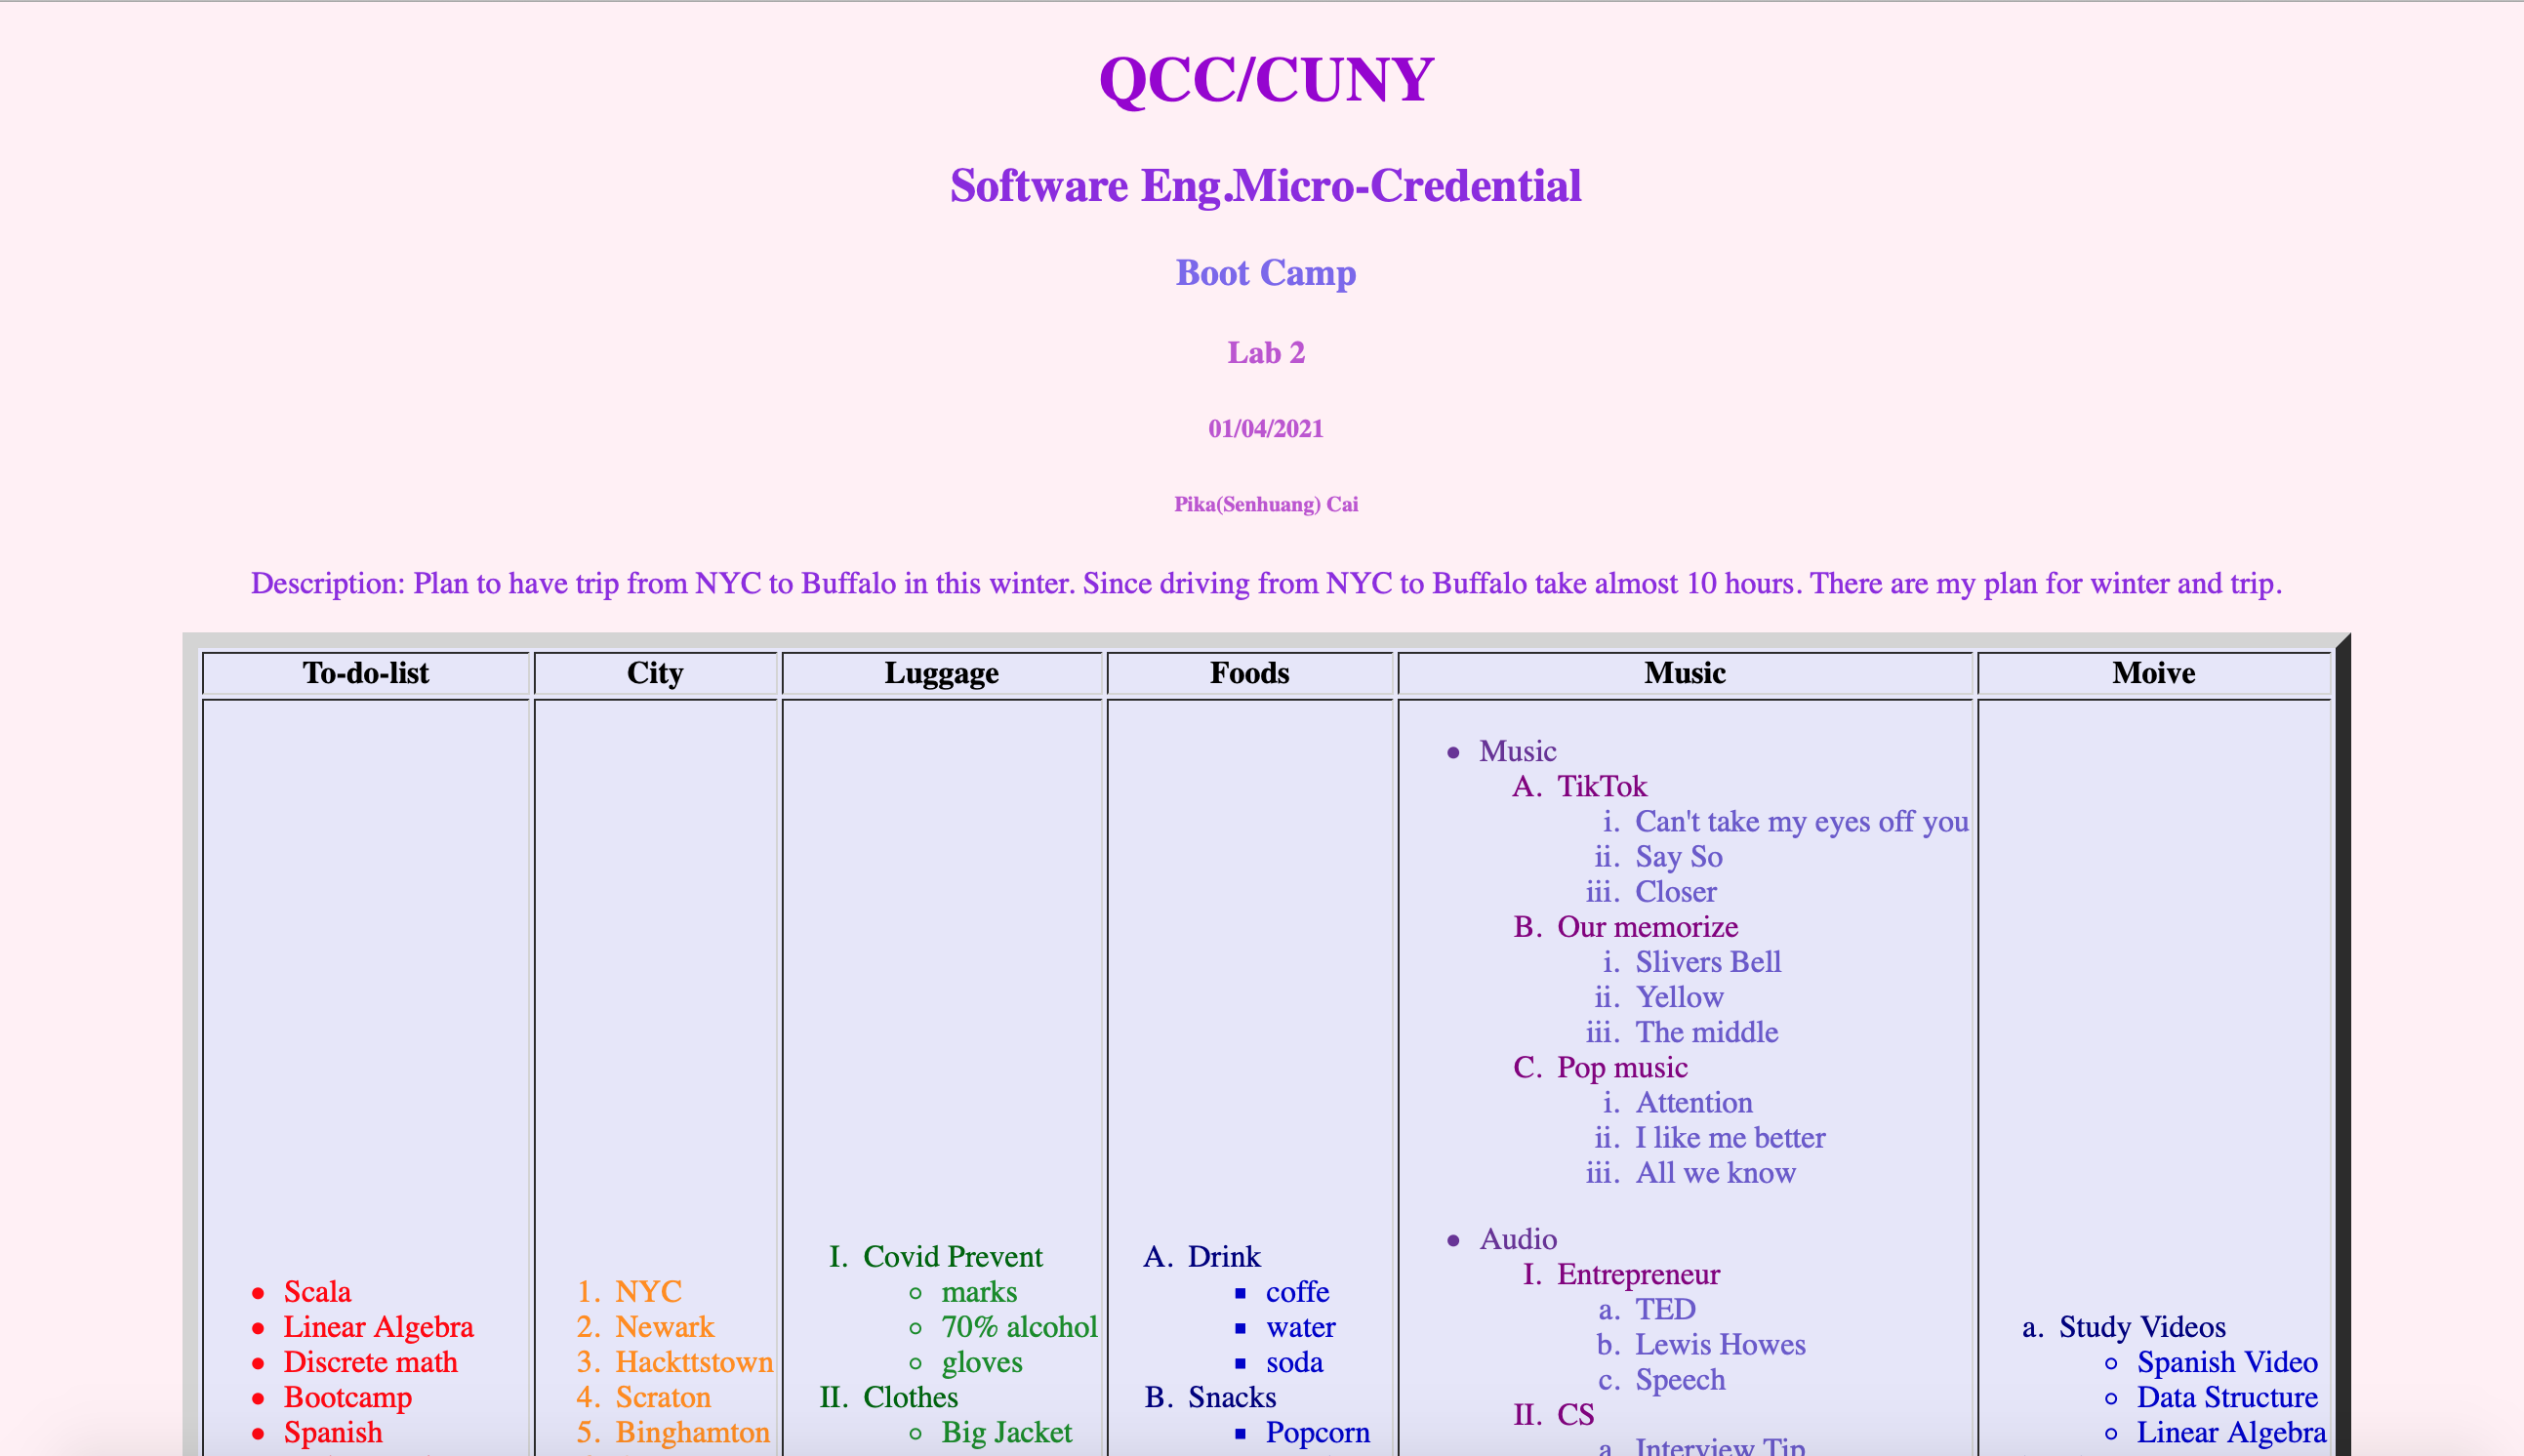 QCC/CUNY
Software Eng.Micro-Credential
Boot Camp
Lab 2
01/04/2021
Pika(Senhuang) Cai
Description: Plan to have trip from NYC to Buffalo in this winter. Since driving from NYC to Buffalo take almost 10 hours. There are my plan for winter and trip.
To-do-list
• Scala
• Linear Algebra
• Discrete math
• Bootcamp
• Spanish
City
1. NYC
2. Newark
3. Hackttstown
4. Scraton
5. Binghamton
Luggage
I. Covid Prevent
◦ marks
◦ 70% alcohol
◦ gloves
II. Clothes
◦ Big Jacket
Foods
A. Drink
▪ coffe
▪ water
▪ soda
B. Snacks
▪ Popcorn
Music
• Music
A. TikTok
i. Can't take my eyes off you
ii. Say So
iii. Closer
B. Our memorize
i. Slivers Bell
ii. Yellow
iii. The middle
C. Pop music
i. Attention
ii. I like me better
iii. All we know
• Audio
I. Entrepreneur
a. TED
b. Lewis Howes
c. Speech
II. CS
a. Interview Tip
Moive
a. Study Videos
◦ Spanish Video
◦ Data Structure
◦ Linear Algebra